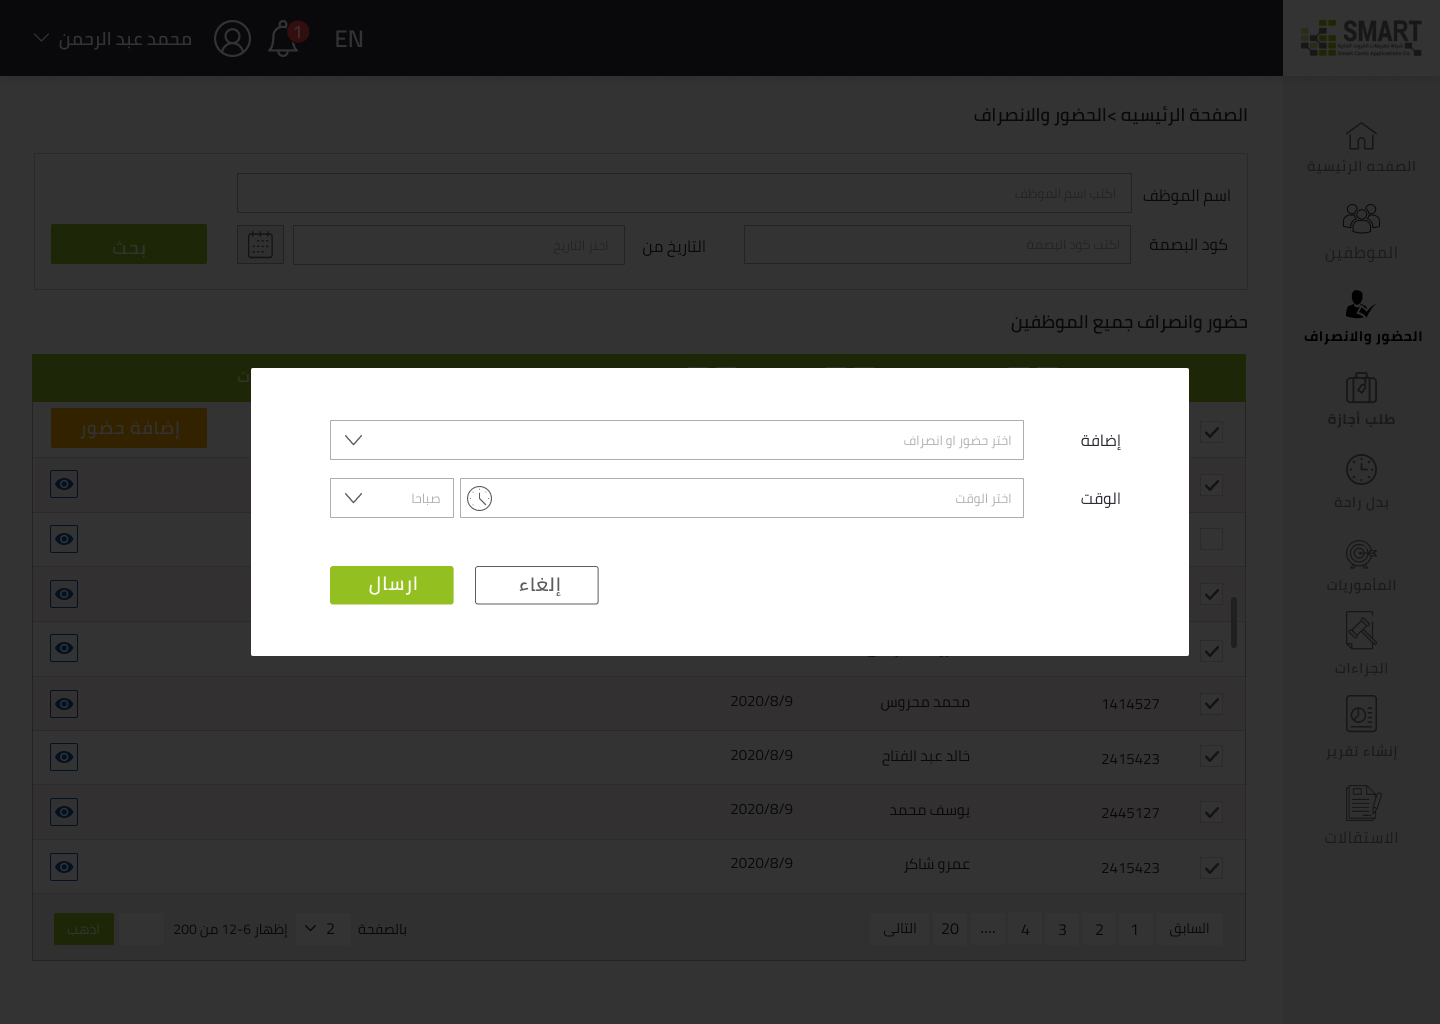 SMART
EN
1
محمد عبد الرحمن
الصفحة الرئيسيه >الحضور والانصراف
الصفحه الرئيسية
الموظفين
الحضور والانصراف
طلب أجازة
بدل راحة
المأموريات
الجزاءات
إنشاء تقرير
الاستقالات
اسم الموظف
اكتب اسم الموظف
كود البصمة
اكتب كود البصمة
التاريخ من
اختر التاريخ
بحث
حضور وانصراف جميع الموظفين
إضافة حضور
إضافة
اختر حضور او انصراف
الوقت
اختر الوقت
صباحا
إلغاء
ارسال
1414527 محمد محروس 2020/8/9
2415423 خالد عبد الفتاح 2020/8/9
2445127 يوسف محمد 2020/8/9
2415423 عمرو شاكر 2020/8/9
السابق 1 2 3 4 .... 20 التالى
بالصفحة 2 إظهار 6-12 من 200 اذهب